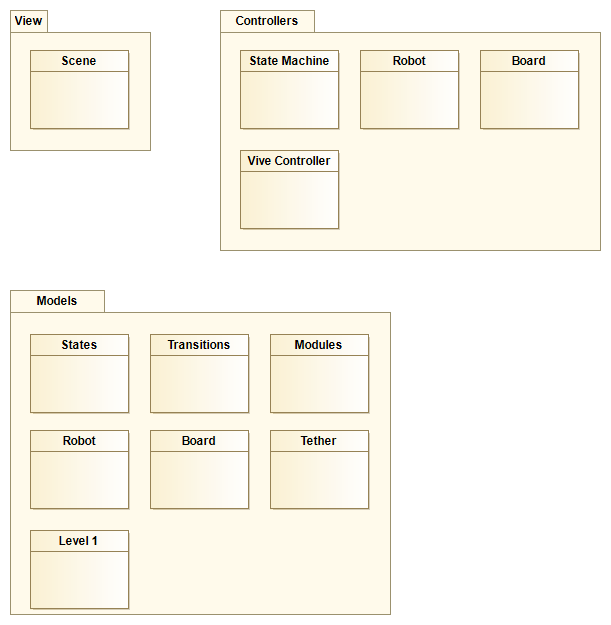 View
Scene
Controllers
State Machine
Robot
Board
Vive Controller
Models
States
Transitions
Modules
Robot
Board
Tether
Level 1